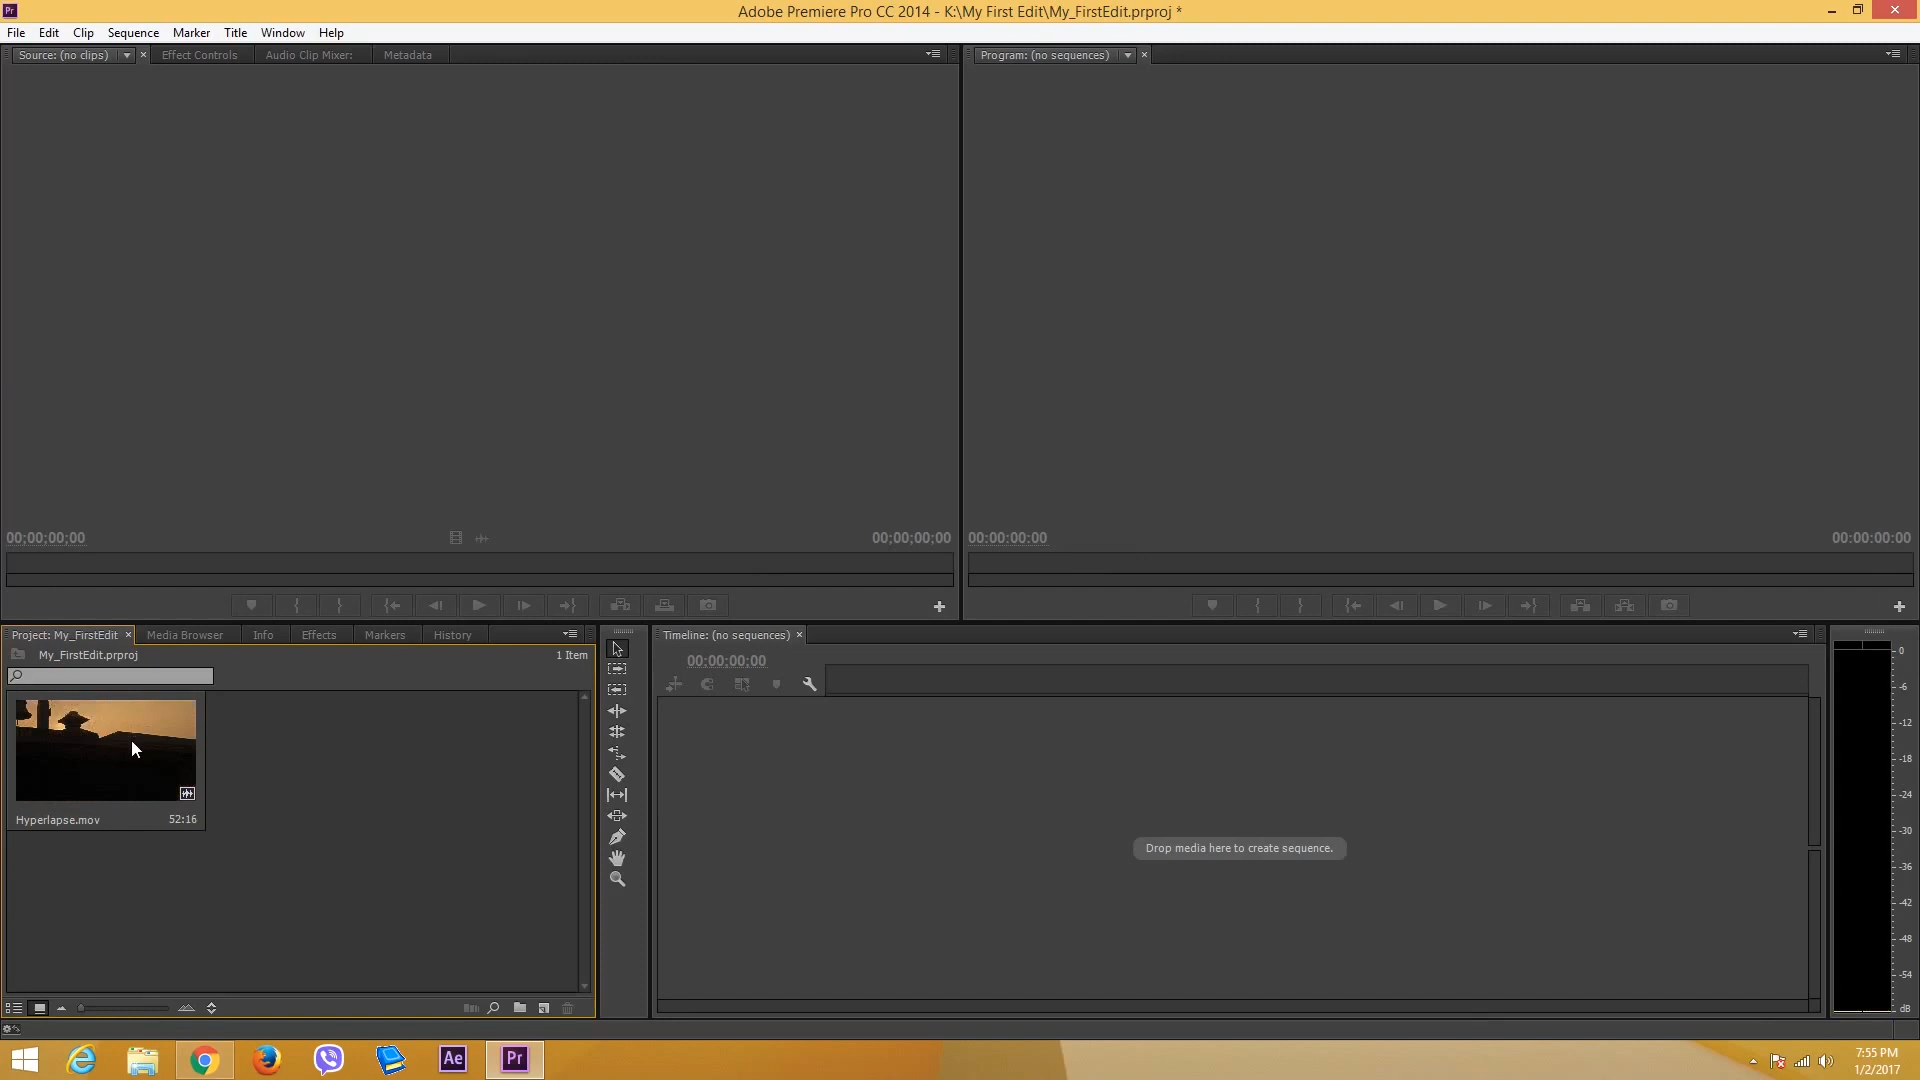 Pr
Adobe Premiere Pro CC 2014 - K:\My First Edit\My_FirstEdit.prproj *
File Edit Clip Sequence Marker Title Window Help
Source: (no clips) Effect Controls Audio Clip Mixer: Metadata
Program: (no sequences)
00;00;00;00
00;00;00;00
00:00:00:00
00:00:00:00
Project: My_FirstEdit Media Browser Info Effects Markers History
My_FirstEdit.prproj
1 Item
Hyperlapse.mov 52:16
Timeline: (no sequences)
00:00:00:00
Drop media here to create sequence.
0
-6
-12
-18
-24
-30
-36
-42
-48
-54
dB
Ae
Pr
7:55 PM
1/2/2017